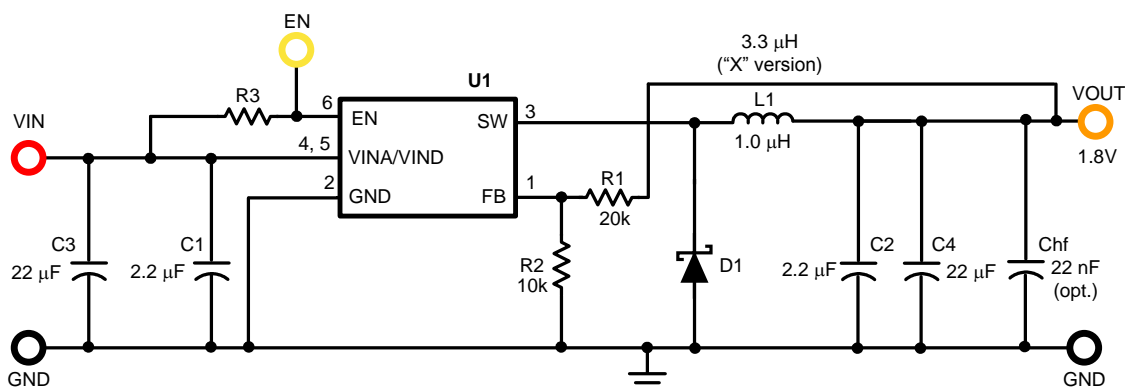 EN
3.3 μH
("X" version)
U1
R3
6
VIN
EN
SW
3
L1
VOUT
4, 5
VINA/VIND
1.0 μH
1.8V
2
GND
FB
1
R1
20k
C3
22 μF
C1
2.2 μF
R2
10k
D1
C2
2.2 μF
C4
22 μF
Chf
22 nF
(opt.)
GND
GND